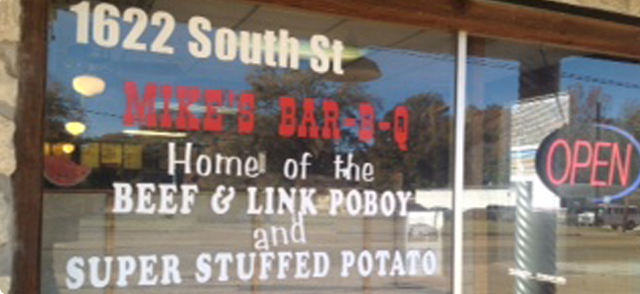 1622 South St
MIKE'S BAR-B-Q
Home of the
BEEF & LINK POBOY
and
SUPER STUFFED POTATO
OPEN